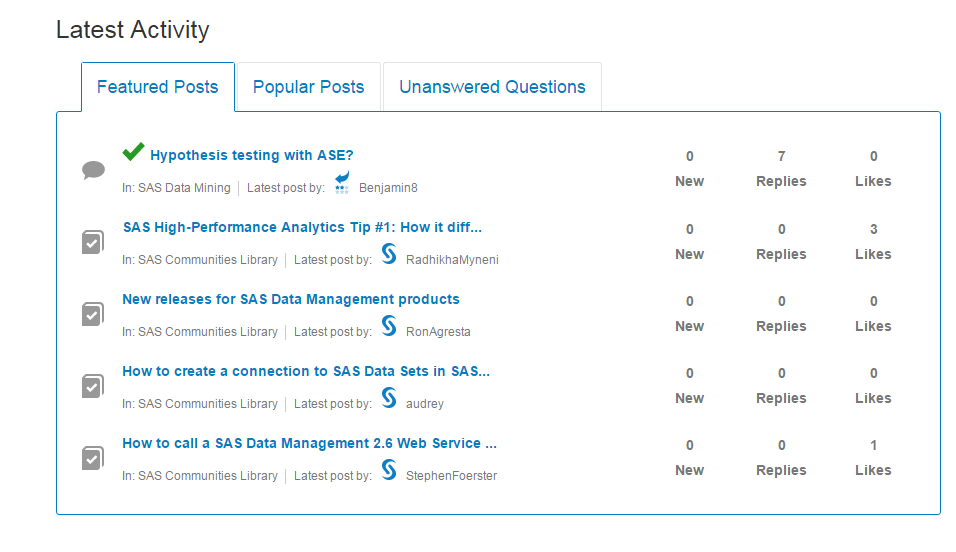 Latest Activity
Featured Posts Popular Posts Unanswered Questions
Hypothesis testing with ASE? 0 7 0
In: SAS Data Mining Latest post by: Benjamin8 New Replies Likes
SAS High-Performance Analytics Tip #1: How it diff... 0 0 3
In: SAS Communities Library Latest post by: RadhikhaMyneni New Replies Likes
New releases for SAS Data Management products 0 0 0
In: SAS Communities Library Latest post by: RonAgresta New Replies Likes
How to create a connection to SAS Data Sets in SAS... 0 0 0
In: SAS Communities Library Latest post by: audrey New Replies Likes
How to call a SAS Data Management 2.6 Web Service ... 0 0 1
In: SAS Communities Library Latest post by: StephenFoerster New Replies Likes